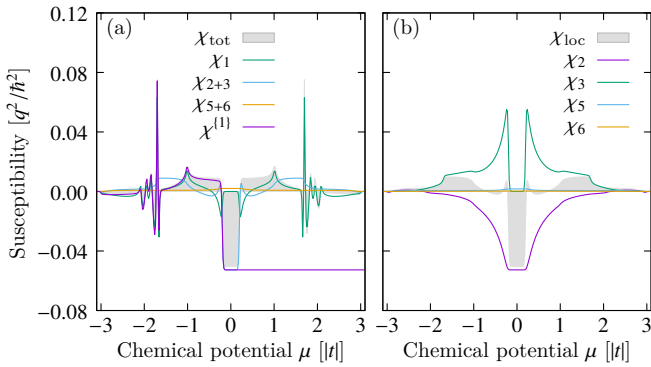 (a)
(b)
Susceptibility [q²/ħ²]
0.12
0.08
0.04
0.00
−0.04
−0.08
χtot
χ1
χ2+3
χ5+6
χ{1}
χloc
χ2
χ3
χ5
χ6
−3 −2 −1 0 1 2 3
−3 −2 −1 0 1 2 3
Chemical potential μ [|t|]
Chemical potential μ [|t|]